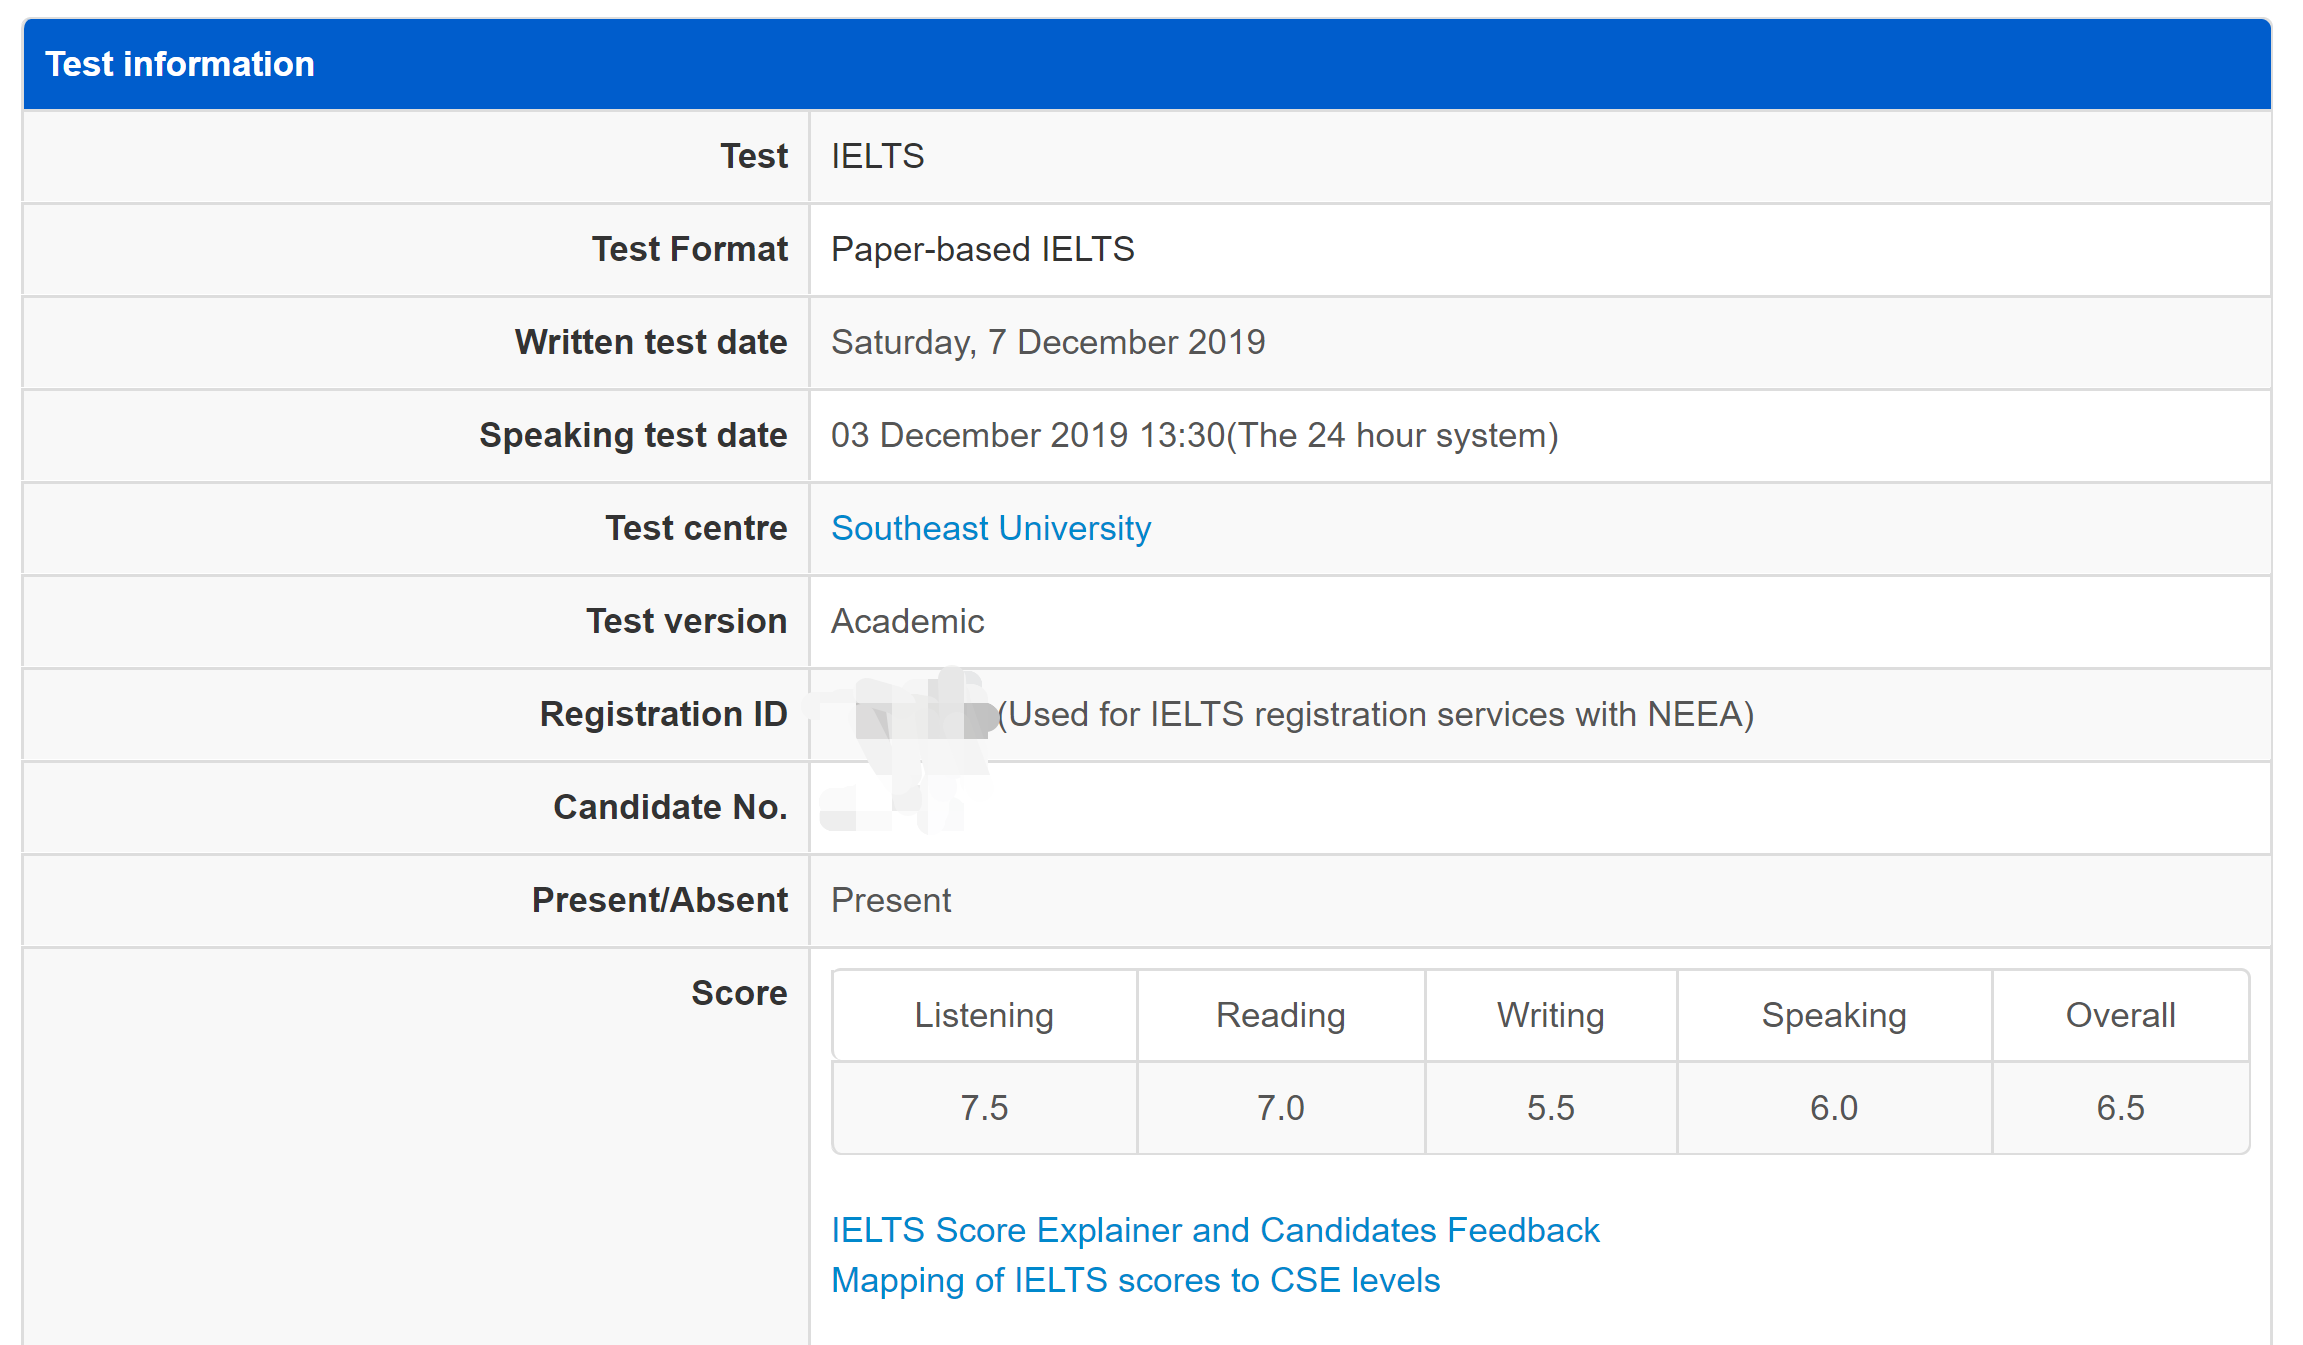 Test information
Test IELTS
Test Format Paper-based IELTS
Written test date Saturday, 7 December 2019
Speaking test date 03 December 2019 13:30(The 24 hour system)
Test centre Southeast University
Test version Academic
Registration ID (Used for IELTS registration services with NEEA)
Candidate No.
Present/Absent Present
Score
Listening Reading Writing Speaking Overall
7.5 7.0 5.5 6.0 6.5
IELTS Score Explainer and Candidates Feedback
Mapping of IELTS scores to CSE levels